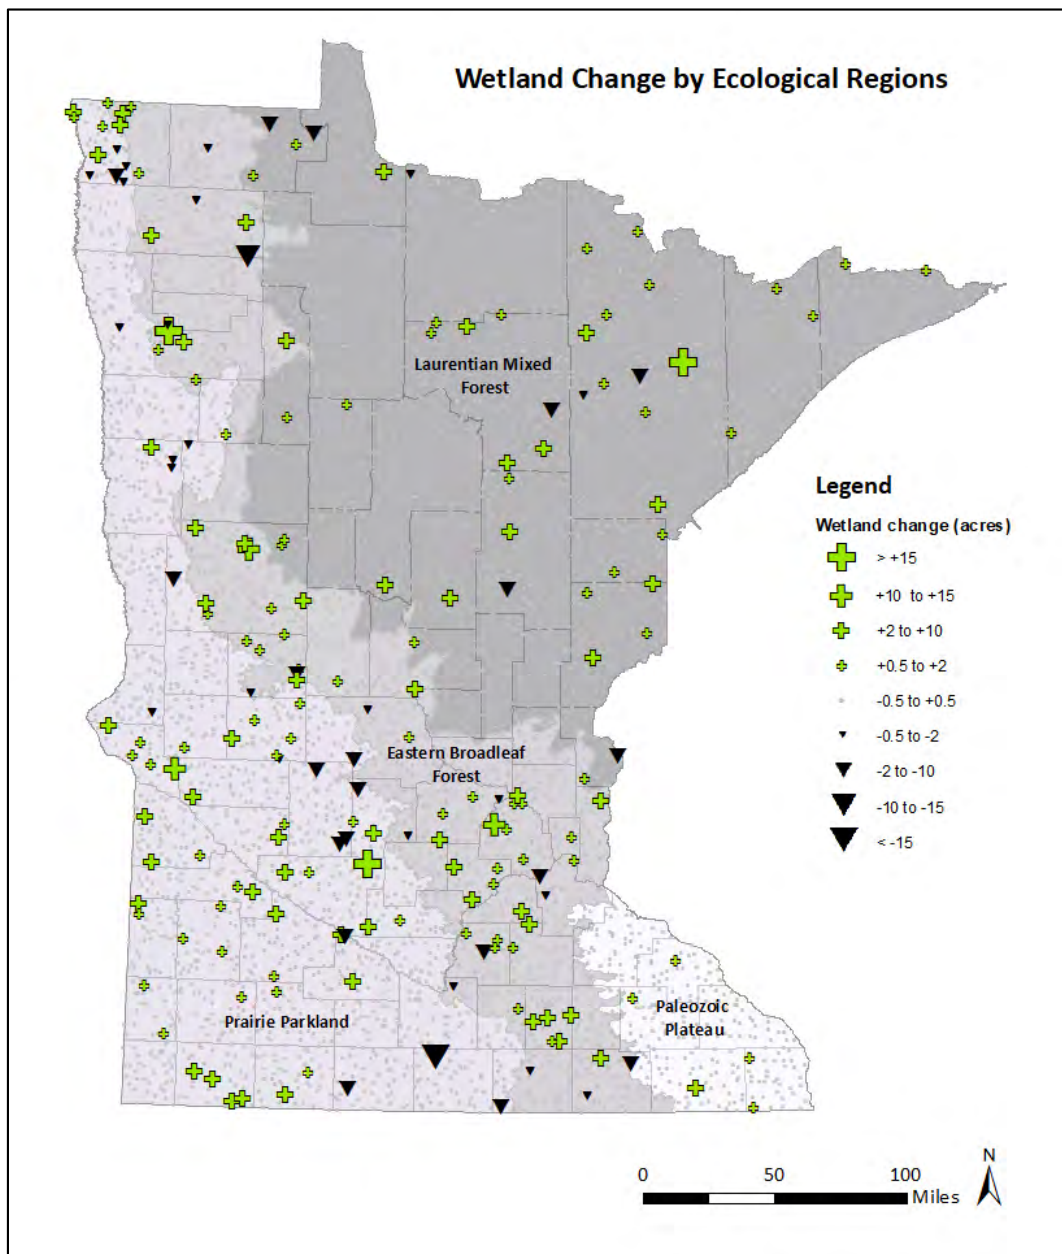 Wetland Change by Ecological Regions
Laurentian Mixed
Forest
Legend
Wetland change (acres)
> +15
+10 to +15
+2 to +10
+0.5 to +2
-0.5 to +0.5
-0.5 to -2
-2 to -10
-10 to -15
< -15
Eastern Broadleaf
Forest
Prairie Parkland
Paleozoic
Plateau
N
0 50 100
Miles